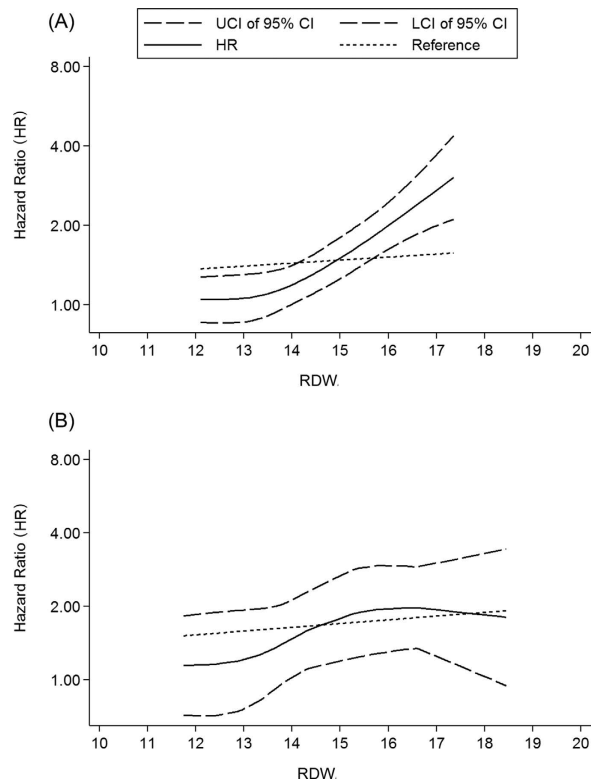 (A)
UCI of 95% CI
LCI of 95% CI
HR
Reference
8.00
4.00
2.00
1.00
Hazard Ratio (HR)
10 11 12 13 14 15 16 17 18 19 20
RDW.
(B)
8.00
4.00
2.00
1.00
Hazard Ratio (HR)
10 11 12 13 14 15 16 17 18 19 20
RDW.